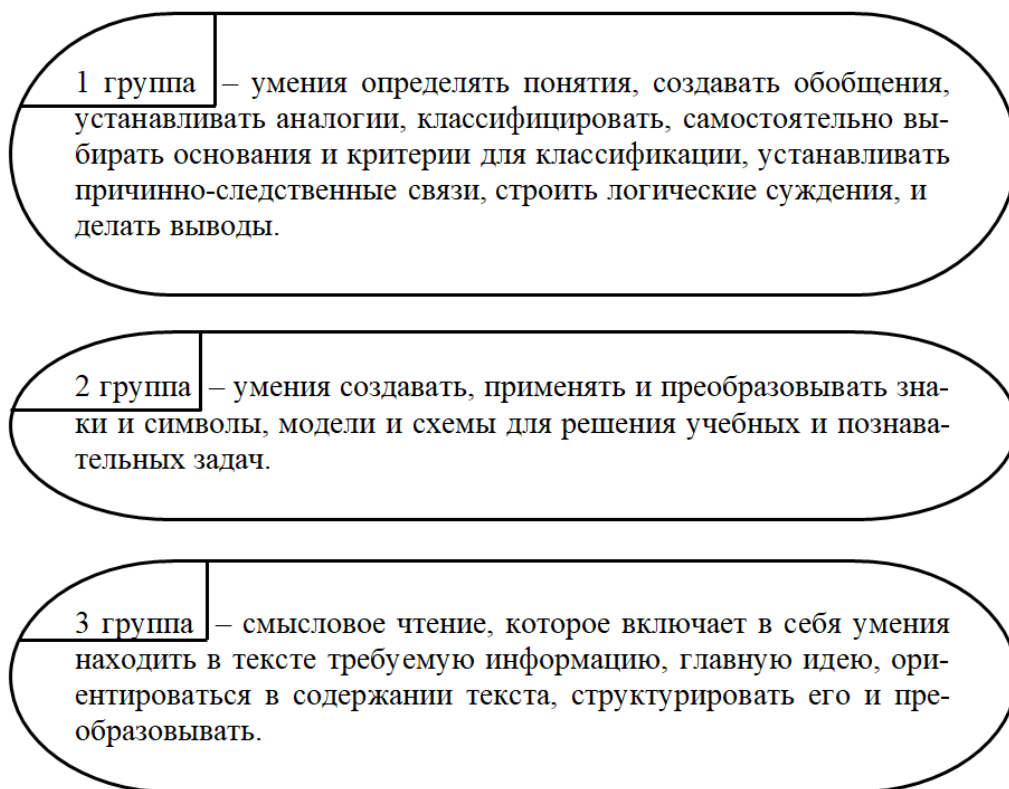 1 группа – умения определять понятия, создавать обобщения,
устанавливать аналогии, классифицировать, самостоятельно вы-
бирать основания и критерии для классификации, устанавливать
причинно-следственные связи, строить логические суждения, и
делать выводы.
2 группа – умения создавать, применять и преобразовывать зна-
ки и символы, модели и схемы для решения учебных и познава-
тельных задач.
3 группа – смысловое чтение, которое включает в себя умения
находить в тексте требуемую информацию, главную идею, ори-
ентироваться в содержании текста, структурировать его и пре-
образовывать.